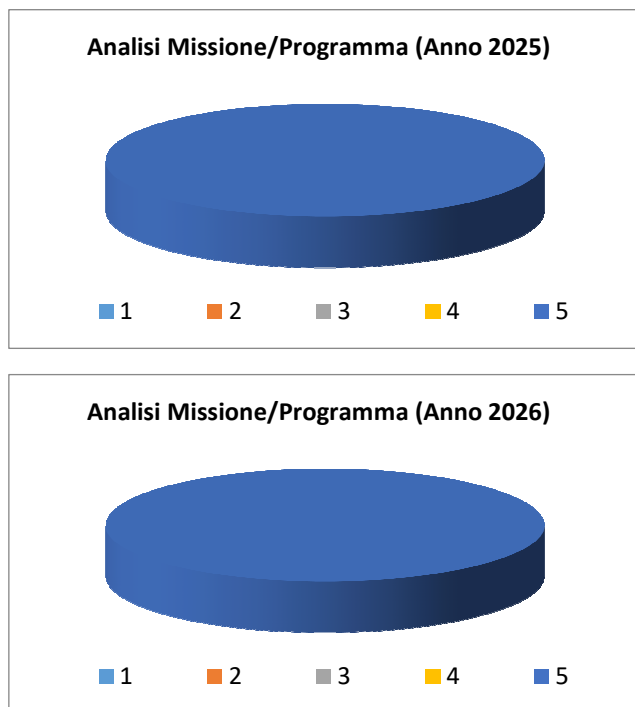 Analisi Missione/Programma (Anno 2025)
1 2 3 4 5
Analisi Missione/Programma (Anno 2026)
1 2 3 4 5